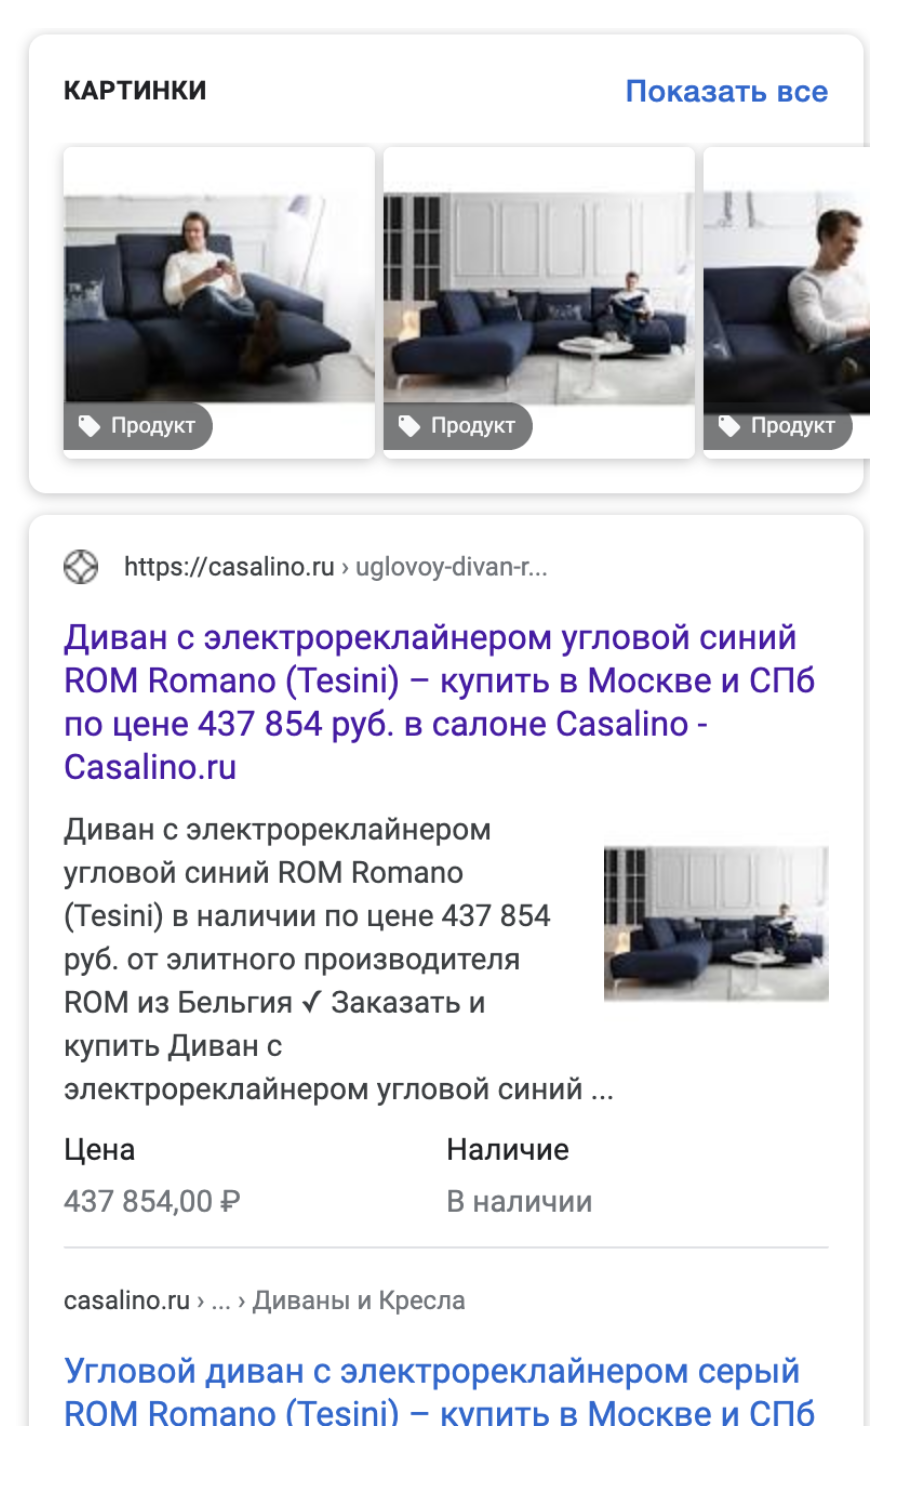 КАРТИНКИ
Показать все
Продукт
Продукт
Продукт
https://casalino.ru › uglovoy-divan-r...
Диван с электрореклайнером угловой синий
ROM Romano (Tesini) – купить в Москве и СПб
по цене 437 854 руб. в салоне Casalino -
Casalino.ru
Диван с электрореклайнером
угловой синий ROM Romano
(Tesini) в наличии по цене 437 854
руб. от элитного производителя
ROM из Бельгия ✓ Заказать и
купить Диван с
электрореклайнером угловой синий ...
Цена
Наличие
437 854,00 ₽
В наличии
casalino.ru › ... › Диваны и Кресла
Угловой диван с электрореклайнером серый
ROM Romano (Tesini) – купить в Москве и СПб